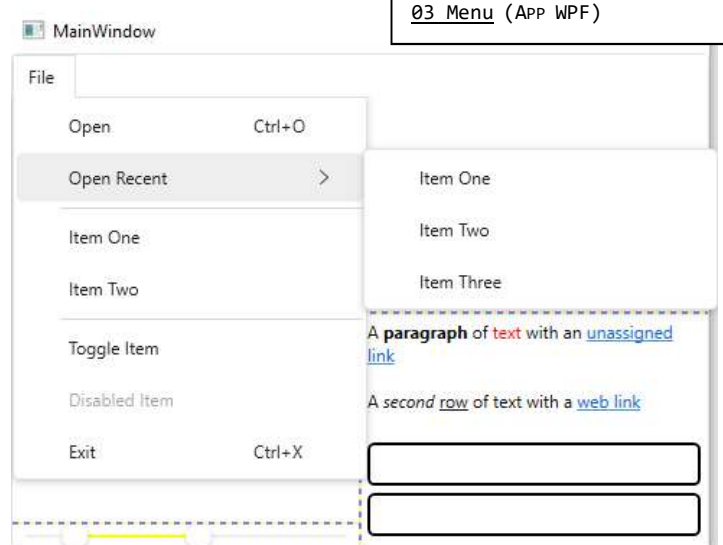 03 Menu (APP WPF)
MainWindow
File
Open Ctrl+O
Open Recent
Item One
Item Two
Toggle Item
Disabled Item
Exit Ctrl+X
Item One
Item Two
Item Three
A paragraph of text with an unassigned
link
A second row of text with a web link